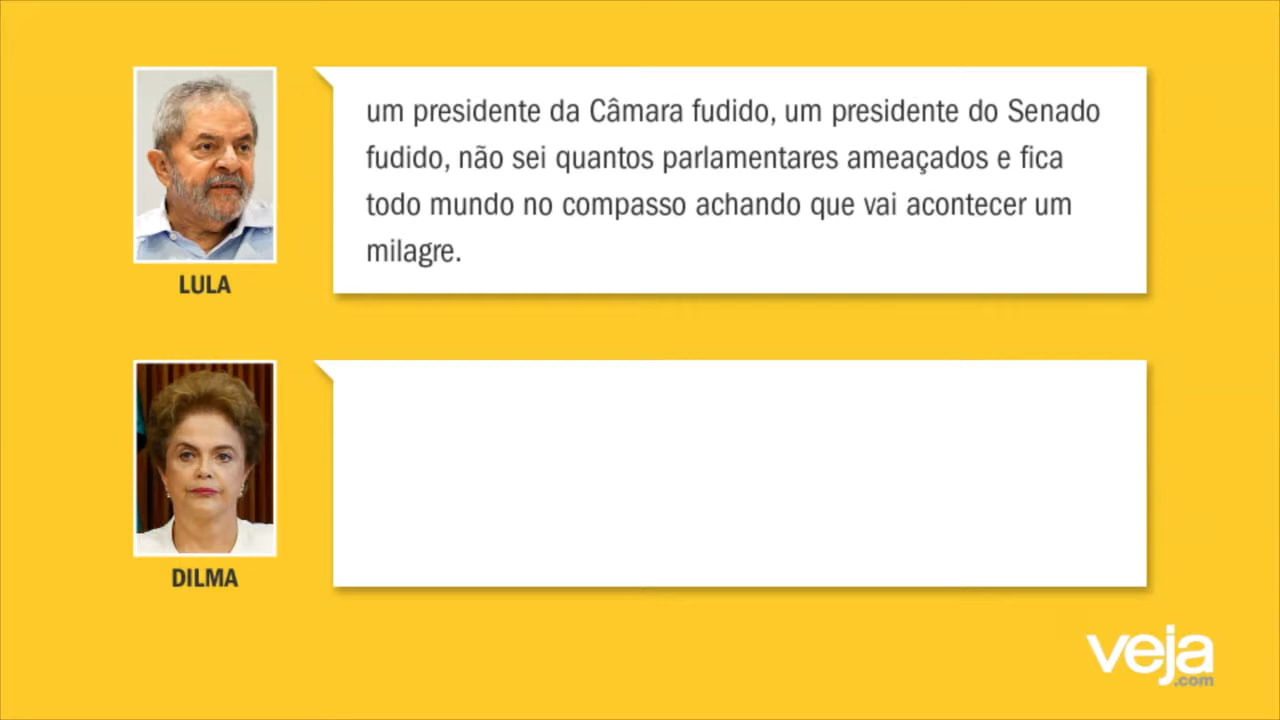 um presidente da Câmara fudido, um presidente do Senado
fudido, não sei quantos parlamentares ameaçados e fica
todo mundo no compasso achando que vai acontecer um
milagre.
LULA
DILMA
veja
.com